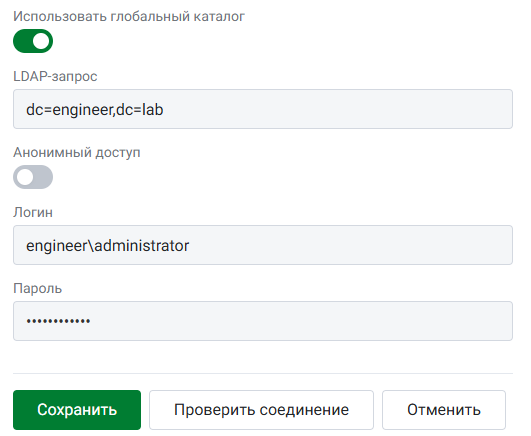 Использовать глобальный каталог
LDAP-запрос
dc=engineer,dc=lab
Анонимный доступ
Логин
engineer\administrator
Пароль
••••••••••••
Сохранить
Проверить соединение
Отменить